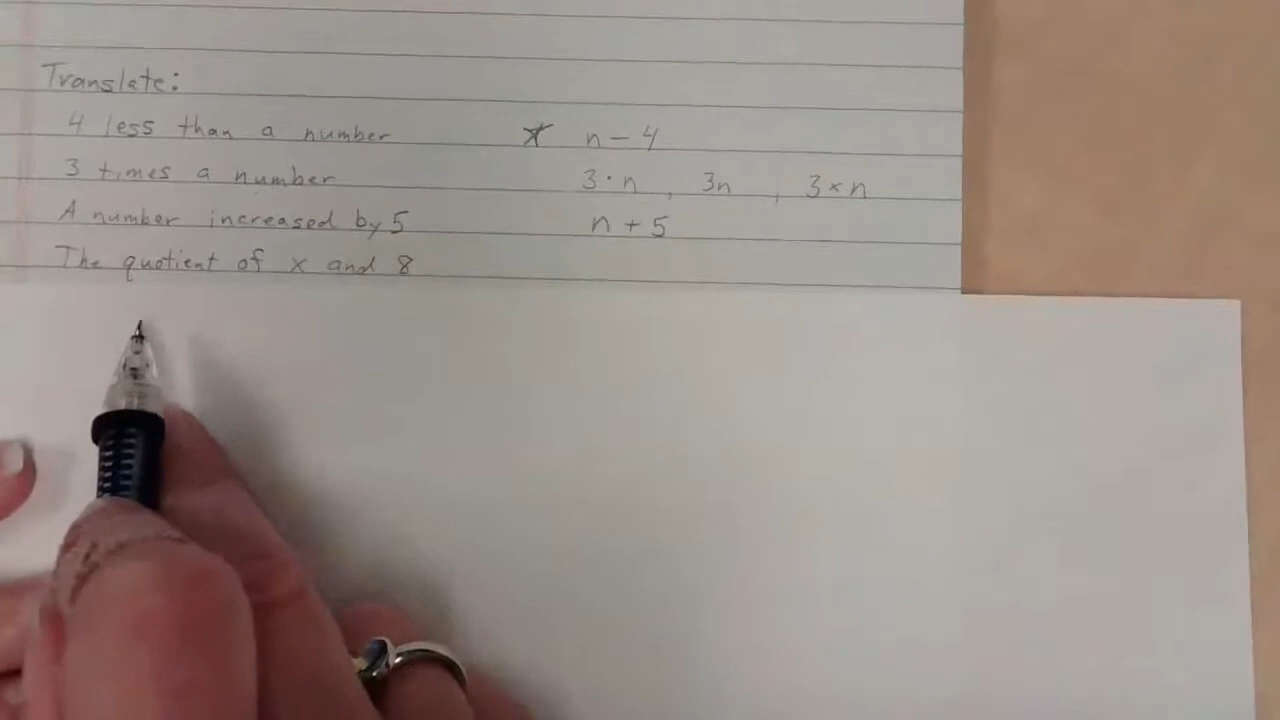 Translate:
4 less than a number * n - 4
3 times a number 3 · n , 3n , 3 × n
A number increased by 5 n + 5
The quotient of x and 8